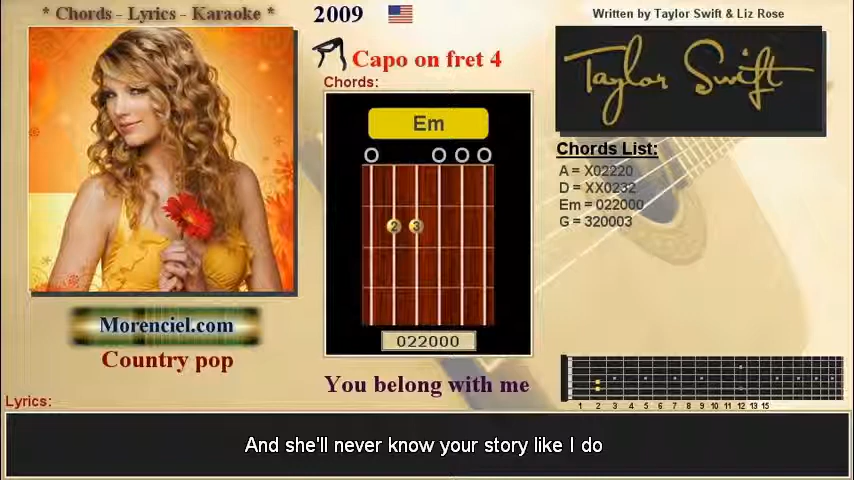 * Chords - Lyrics - Karaoke *
2009
Written by Taylor Swift & Liz Rose
Capo on fret 4
Chords:
Em
O O O O
2 3
022000
Taylor Swift
Chords List:
A = X02220
D = XX0232
Em = 022000
G = 320003
Morenciel.com
Country pop
You belong with me
1 2 3 4 5 6 7 8 9 10 11 12 13 15
Lyrics:
And she'll never know your story like I do